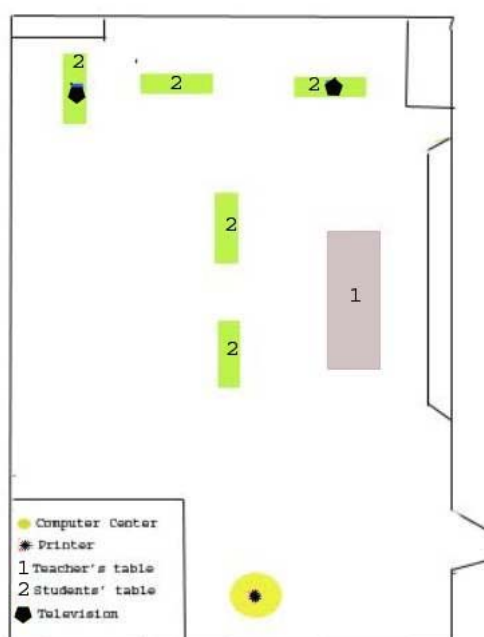 2
2
2
2
1
2
Computer Center
Printer
1 Teacher's table
2 Students' table
Television